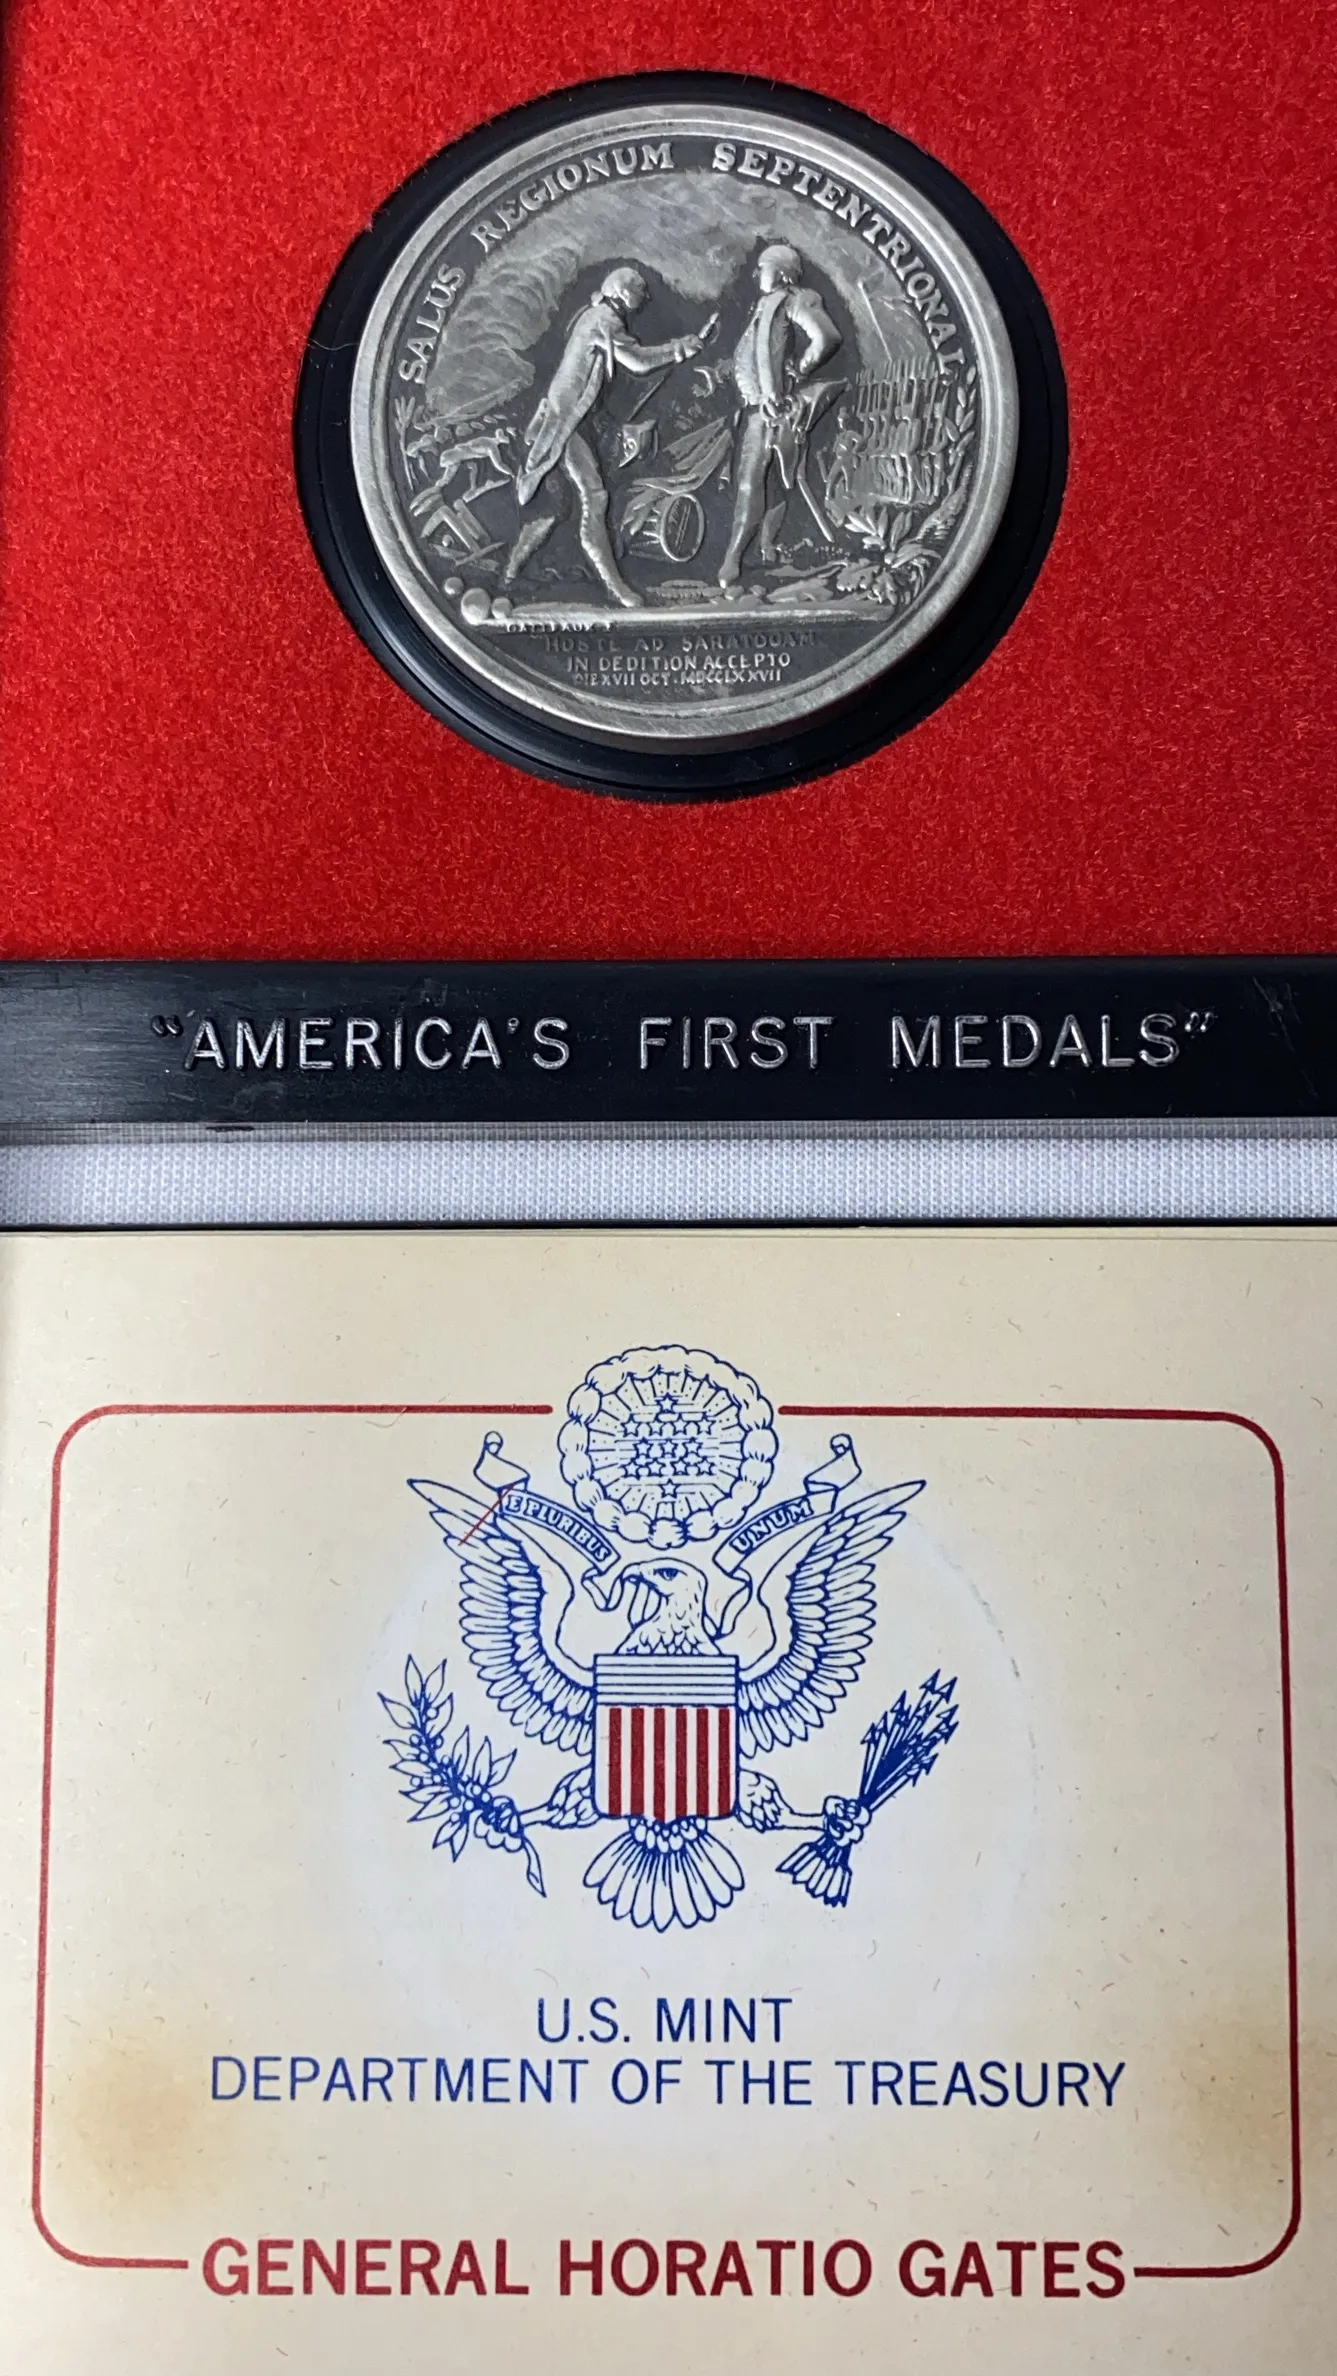 SALUS REGIONUM SEPTENTRIONAL.
GATTEAUX F.
HOSTE AD SARATOGAM
IN DEDITION ACCEPTO
DIE XVII OCT. MDCCLXXVII
"AMERICA'S FIRST MEDALS"
E PLURIBUS UNUM
U.S. MINT
DEPARTMENT OF THE TREASURY
GENERAL HORATIO GATES